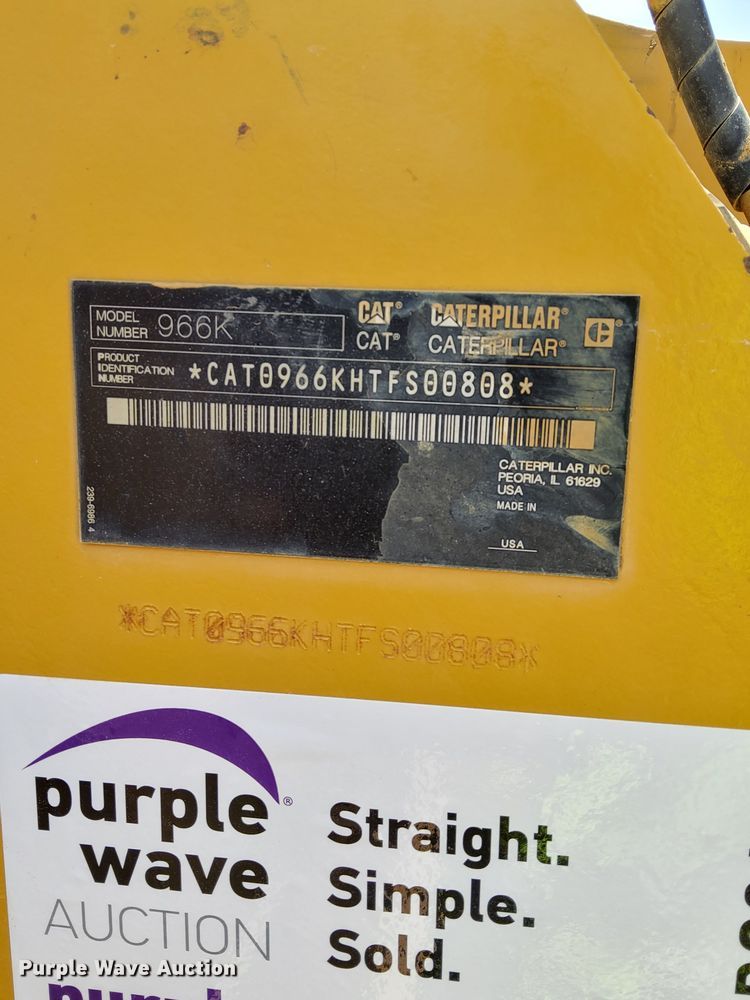 MODEL NUMBER 966K
CAT® CATERPILLAR®
CAT® CATERPILLAR®
PRODUCT IDENTIFICATION NUMBER *CAT0966KHTFS00808*
CATERPILLAR INC.
PEORIA, IL 61629
USA
MADE IN
USA
239-6986 4
*CAT0966KHTFS00808*
purple®
wave
AUCTION
Straight.
Simple.
Sold.
Purple Wave Auction
purple